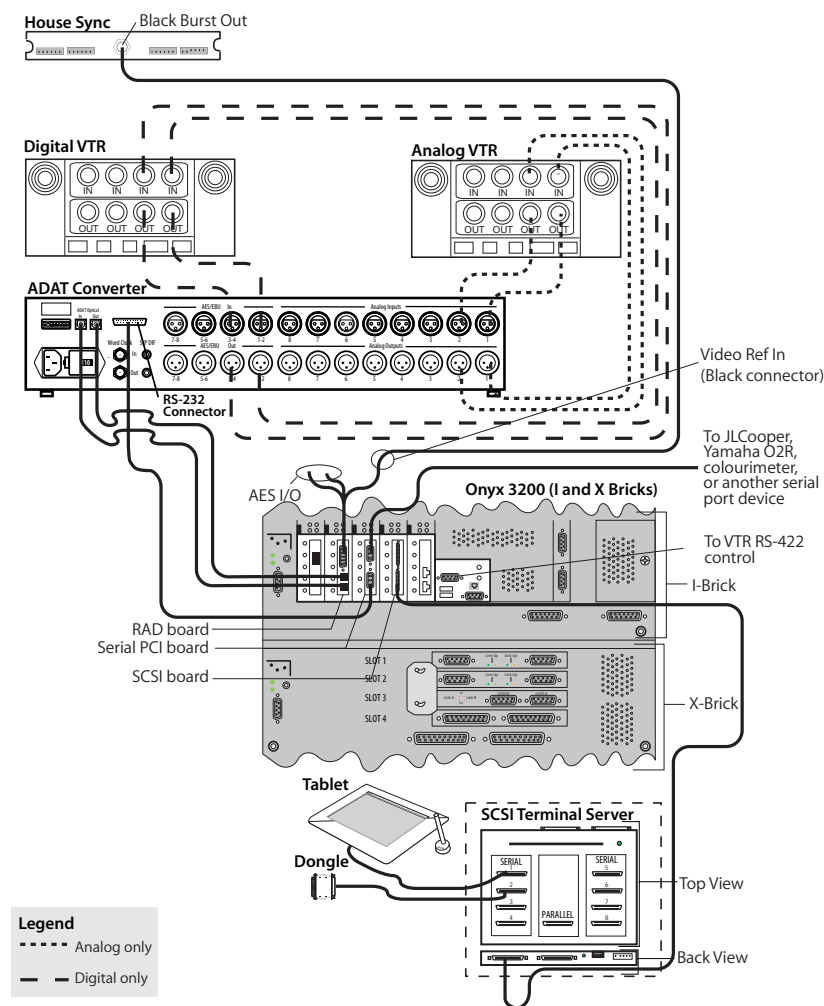 House Sync
Black Burst Out
Digital VTR
IN IN IN IN
OUT OUT OUT OUT
Analog VTR
IN IN IN IN
OUT OUT OUT OUT
ADAT Converter
ADAT Optical
In Out
AES/EBU In
Analog Inputs
7-8 5-6 3-4 1-2 8 7 6 5 4 3 2 1
Word Clock
S/P DIF
In
Out
AES/EBU Out
Analog Outputs
7-8 5-6 3-4 1-2 8 7 6 5 4 3 2 1
RS-232
Connector
Video Ref In
(Black connector)
To JLCooper,
Yamaha O2R,
colourimeter,
or another serial
port device
AES I/O
Onyx 3200 (I and X Bricks)
To VTR RS-422
control
I-Brick
RAD board
Serial PCI board
SCSI board
SLOT 1
SLOT 2
SLOT 3
SLOT 4
X-Brick
Tablet
Dongle
SCSI Terminal Server
SERIAL
1
2
3
4
PARALLEL
SERIAL
5
6
7
8
Top View
Back View
Legend
Analog only
Digital only